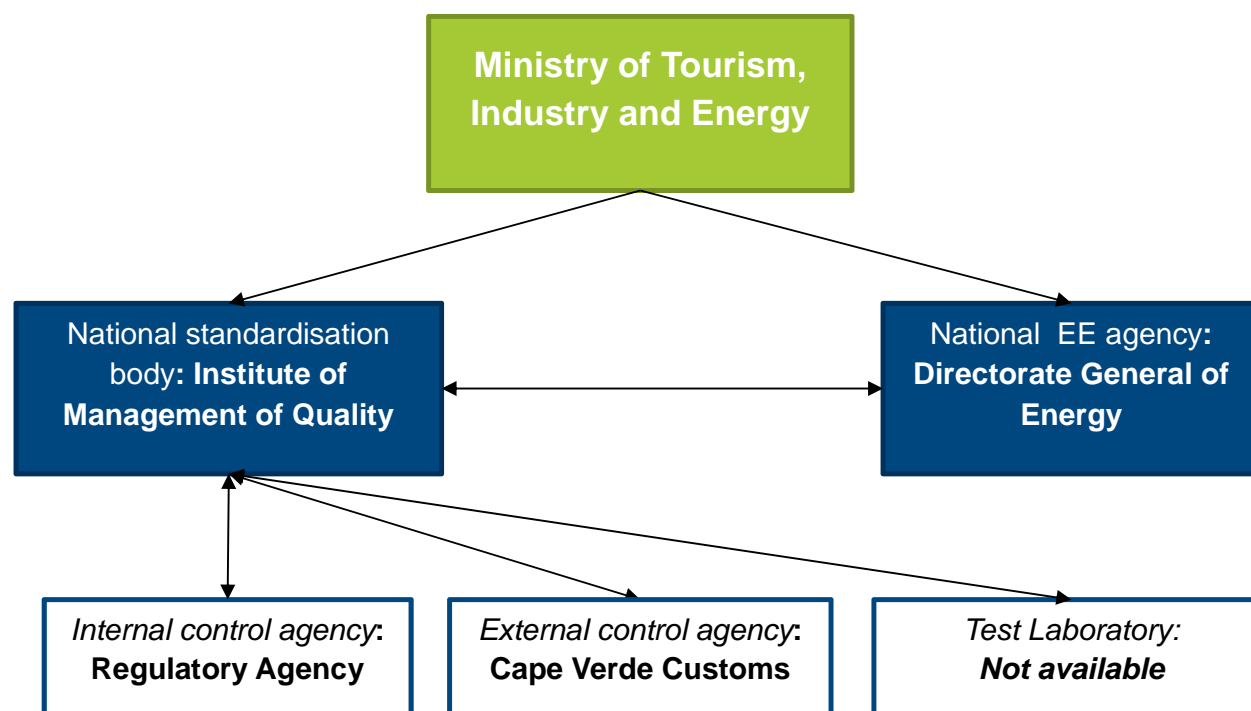 Ministry of Tourism,
Industry and Energy
National standardisation
body: Institute of
Management of Quality
National  EE agency:
Directorate General of
Energy
Internal control agency:
Regulatory Agency
External control agency:
Cape Verde Customs
Test Laboratory:
Not available